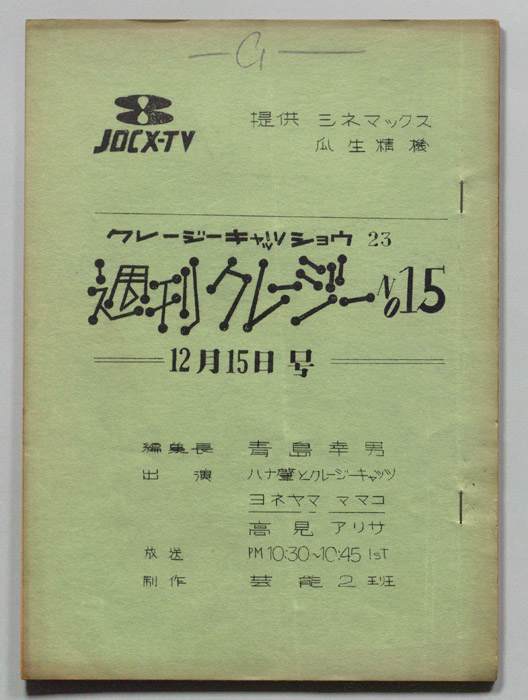 G
JOCX-TV
提供 シネマックス
瓜生精機
クレージーキャッツショウ 23
週刊クレージー No15
12月15日号
編集長 青島幸男
出演 ハナ肇とクレージーキャッツ
ヨネヤマ ママコ
高見アリサ
放送 PM 10:30~10:45 1st
制作 芸能2班